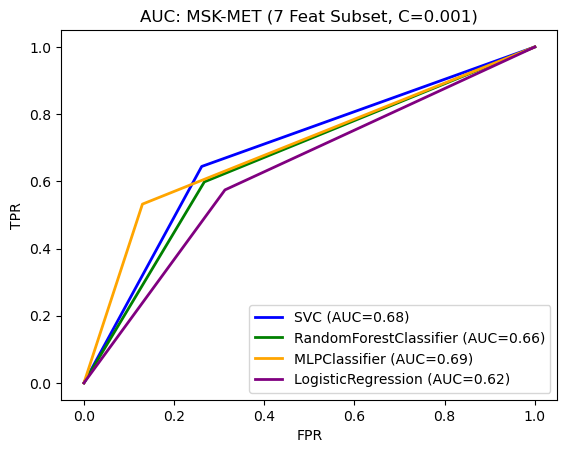 AUC: MSK-MET (7 Feat Subset, C=0.001)
TPR
1.0
0.8
0.6
0.4
0.2
0.0
SVC (AUC=0.68)
RandomForestClassifier (AUC=0.66)
MLPClassifier (AUC=0.69)
LogisticRegression (AUC=0.62)
0.0 0.2 0.4 0.6 0.8 1.0
FPR